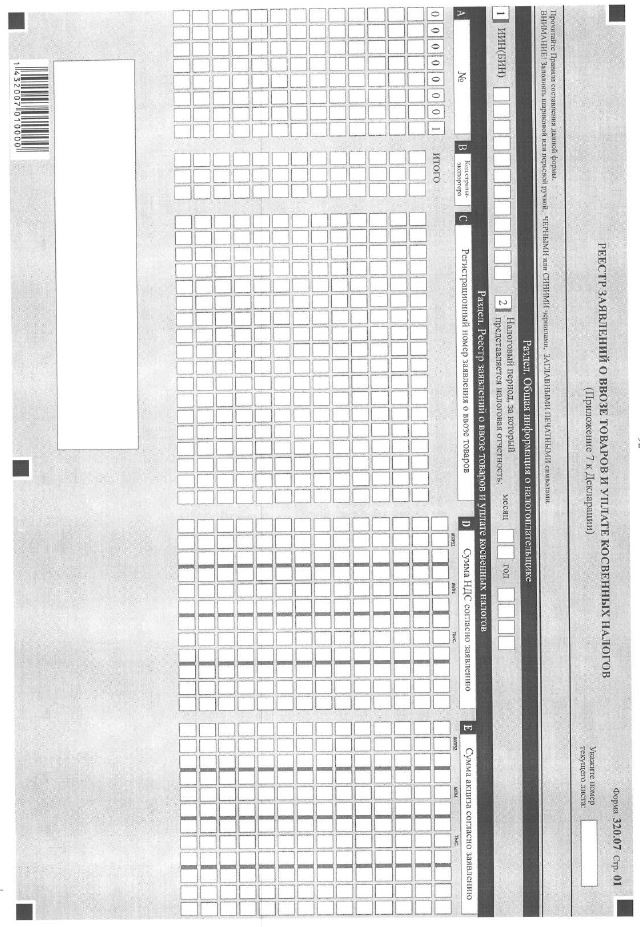 Форма 320.07 Стр. 01
РЕЕСТР ЗАЯВЛЕНИЙ О ВВОЗЕ ТОВАРОВ И УПЛАТЕ КОСВЕННЫХ НАЛОГОВ
(Приложение 7 к Декларации)
Укажите номер
текущего листа:
Прочитайте Правила составления данной формы.
ВНИМАНИЕ! Заполнять шариковой или перьевой ручкой, ЧЕРНЫМИ или СИНИМИ чернилами, ЗАГЛАВНЫМИ ПЕЧАТНЫМИ символами.
Раздел. Общая информация о налогоплательщике
1 ИИН(БИН)
2 Налоговый период, за который
представляется налоговая отчетность:
месяц
год
Раздел. Реестр заявлений о ввозе товаров и уплате косвенных налогов
A №
B
экспортера
C Регистрационный номер заявления о ввозе товаров
D Сумма НДС согласно заявлению
E Сумма акциза согласно заявлению
млрд млн тыс. млрд млн тыс.
0 0 0 0 0 0 0 1 ИТОГО
1 432007 010000